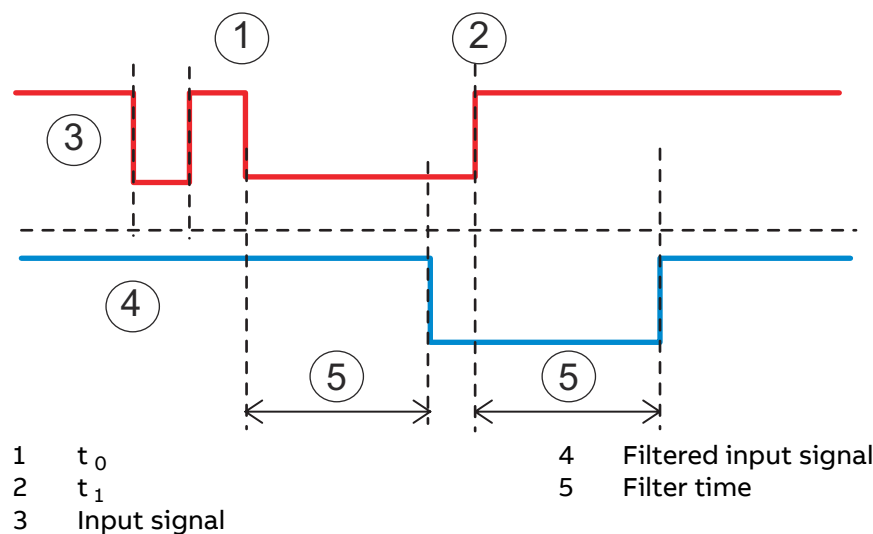 1 2
3
4
5 5
1 t 0
2 t 1
3 Input signal
4 Filtered input signal
5 Filter time